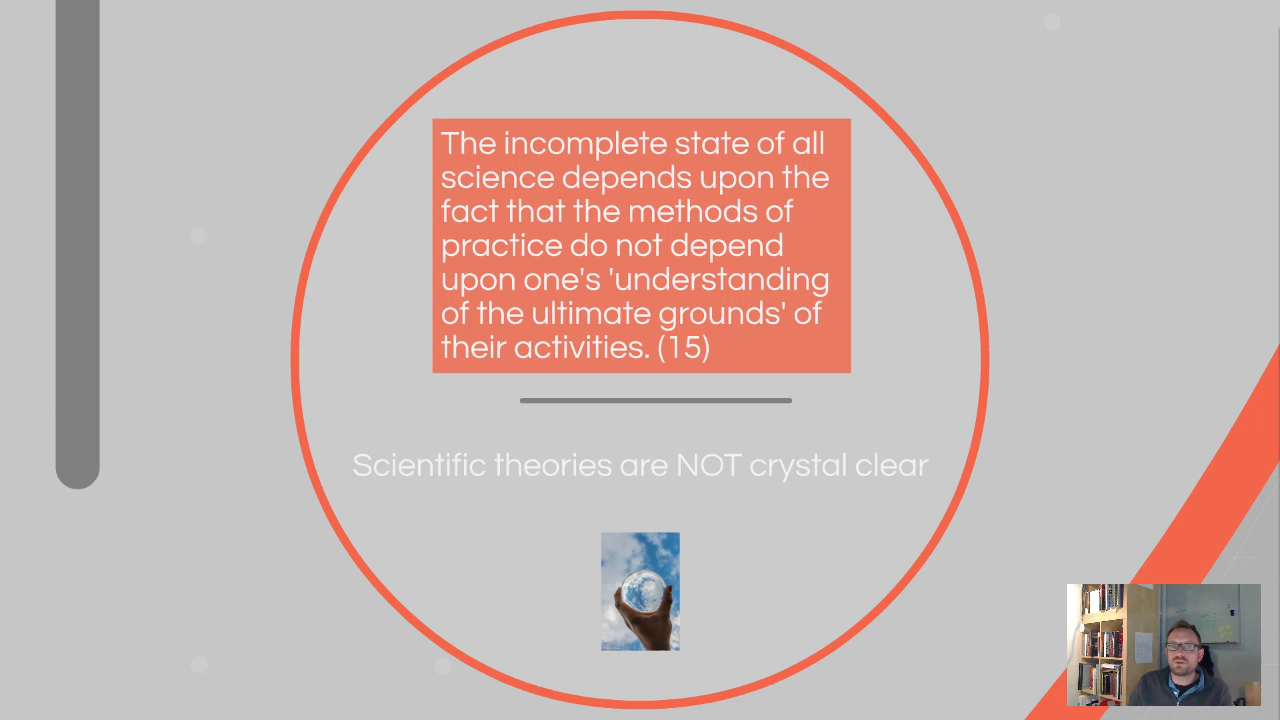 The incomplete state of all
science depends upon the
fact that the methods of
practice do not depend
upon one's 'understanding
of the ultimate grounds' of
their activities. (15)
Scientific theories are NOT crystal clear